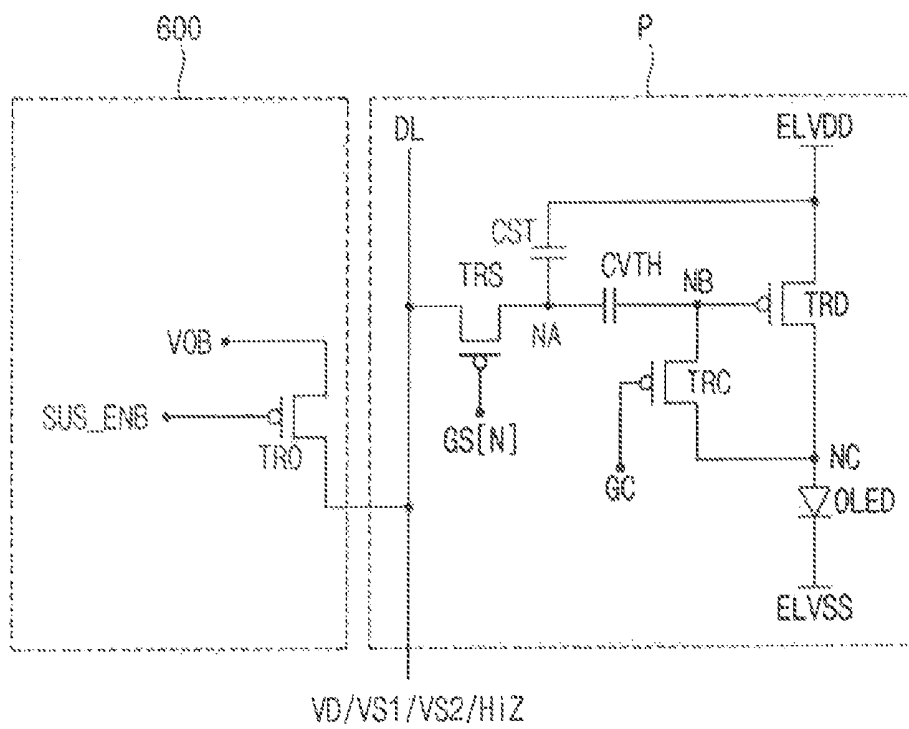 600
P
DL
ELVDD
CST
TRS
CVTH
NB
TRD
NA
VOB
TRC
SUS_ENB
TRO
GS[N]
GC
NC
OLED
ELVSS
VD/VS1/VS2/HIZ